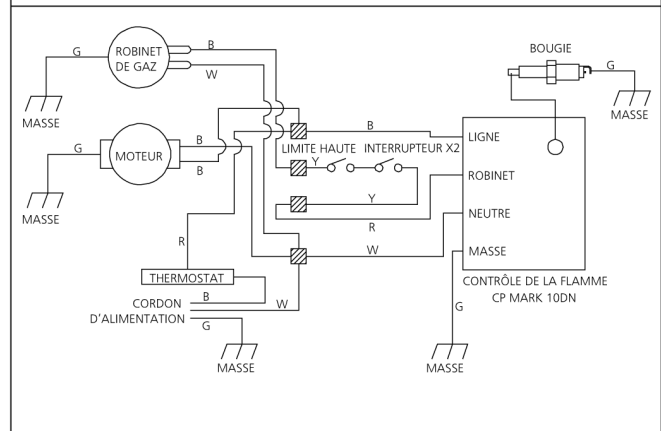 ROBINET
DE GAZ
B
W
G
MASSE
BOUGIE
G
MASSE
MOTEUR
G
B
B
MASSE
B
LIGNE
LIMITE HAUTE
INTERRUPTEUR X2
Y
ROBINET
Y
R
NEUTRE
R
W
MASSE
THERMOSTAT
CONTRÔLE DE LA FLAMME
CP MARK 10DN
B
CORDON
D'ALIMENTATION
W
G
G
MASSE
MASSE